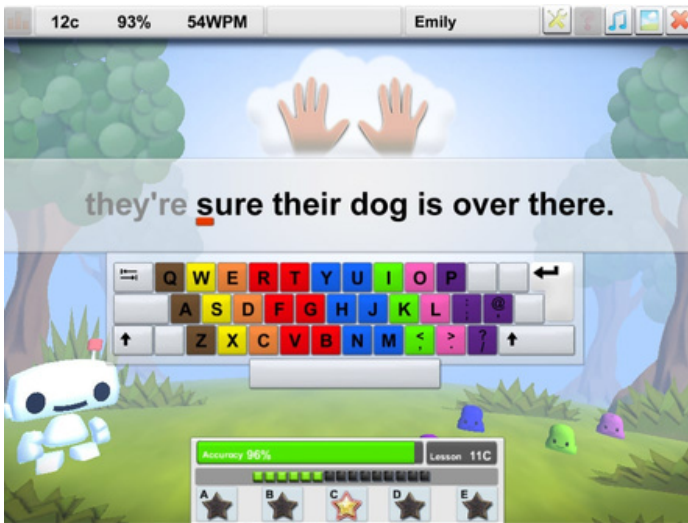 12c 93% 54WPM Emily
they're sure their dog is over there.
Q W E R T Y U I O P
A S D F G H J K L : ; @ '
Z X C V B N M < , > . ? /
Accuracy 96% Lesson 11C
A B C D E